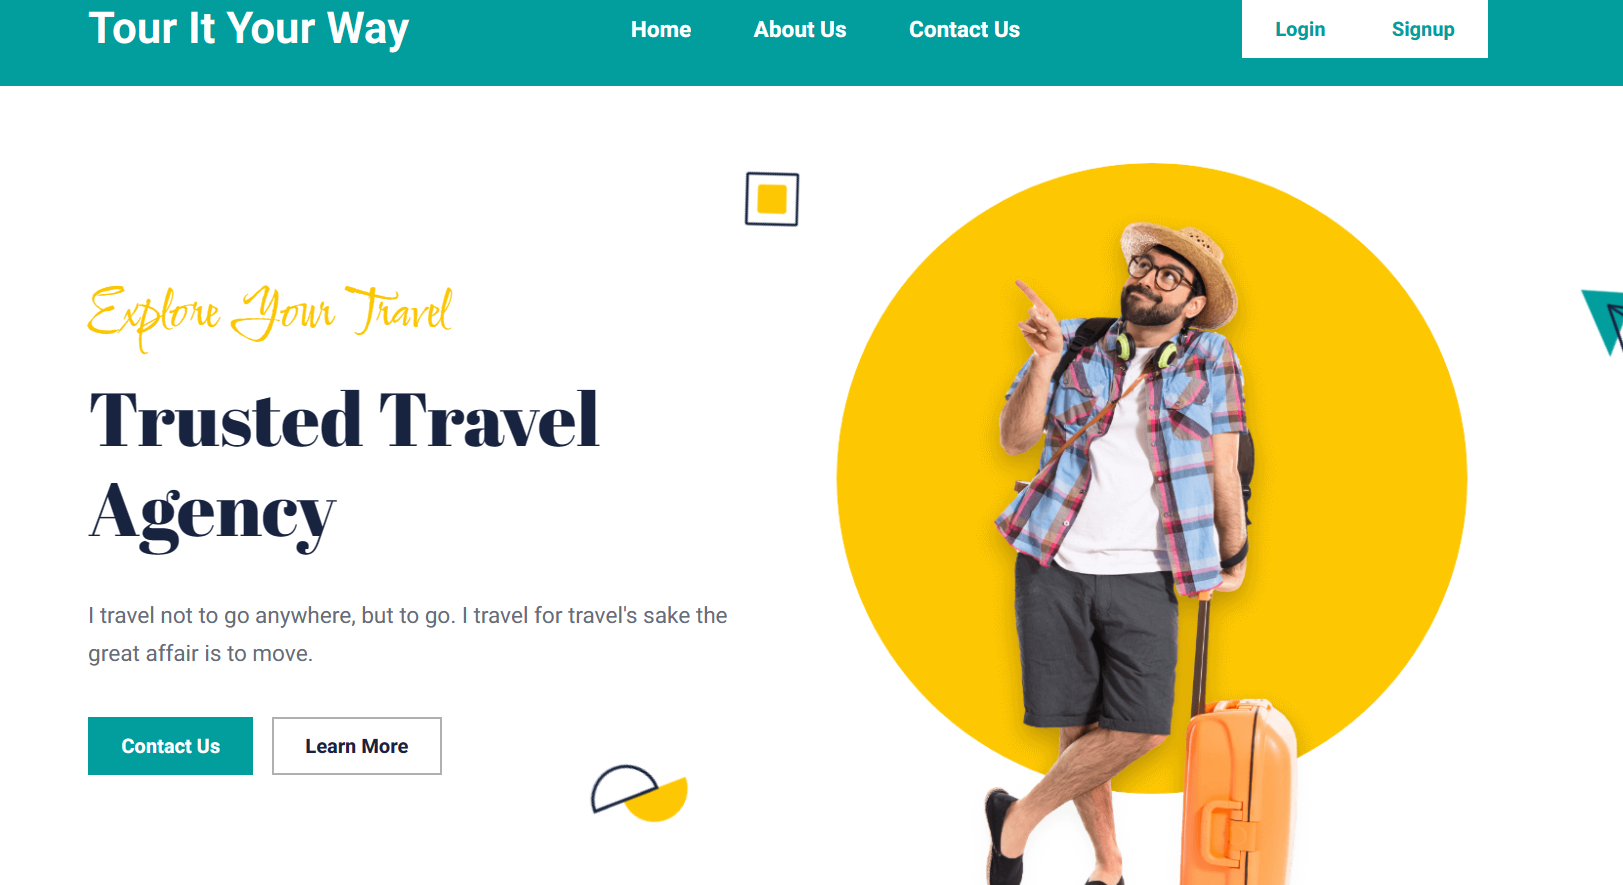 Tour It Your Way
Home
About Us
Contact Us
Login
Signup
Explore Your Travel
Trusted Travel
Agency
I travel not to go anywhere, but to go. I travel for travel's sake the
great affair is to move.
Contact Us
Learn More